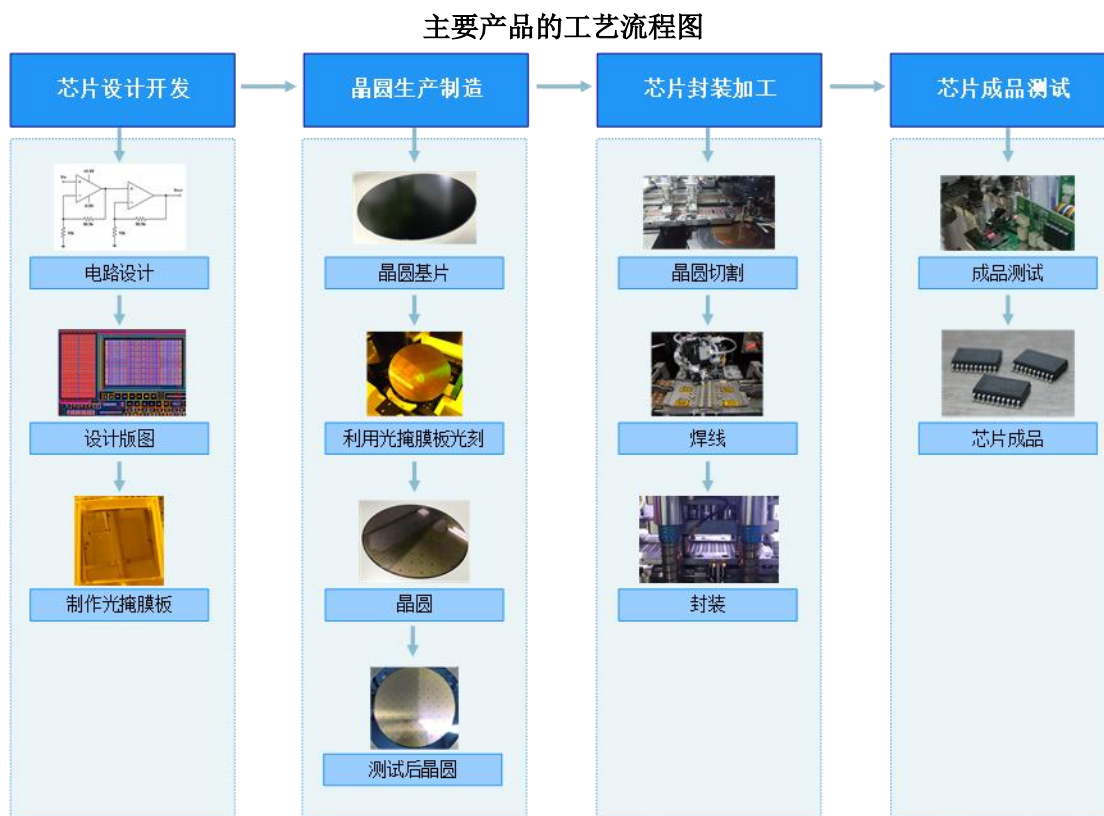 主要产品的工艺流程图
芯片设计开发
晶圆生产制造
芯片封装加工
芯片成品测试
电路设计
设计版图
制作光掩膜板
晶圆基片
利用光掩膜板光刻
晶圆
测试后晶圆
晶圆切割
焊线
封装
成品测试
芯片成品